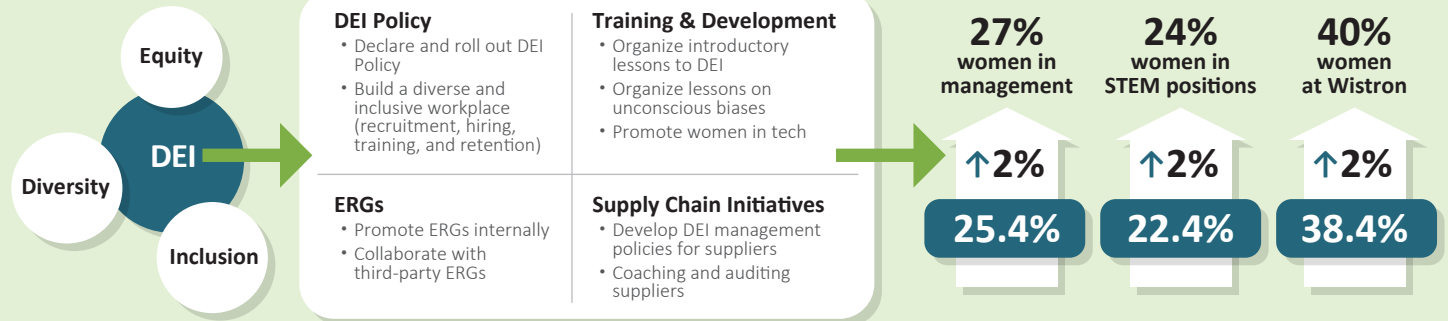 Equity
DEI
Diversity
Inclusion
DEI Policy
• Declare and roll out DEI
Policy
• Build a diverse and
inclusive workplace
(recruitment, hiring,
training, and retention)
Training & Development
• Organize introductory
lessons to DEI
• Organize lessons on
unconscious biases
• Promote women in tech
ERGs
• Promote ERGs internally
• Collaborate with
third-party ERGs
Supply Chain Initiatives
• Develop DEI management
policies for suppliers
• Coaching and auditing
suppliers
27%
women in
management
↑2%
25.4%
24%
women in
STEM positions
↑2%
22.4%
40%
women
at Wistron
↑2%
38.4%